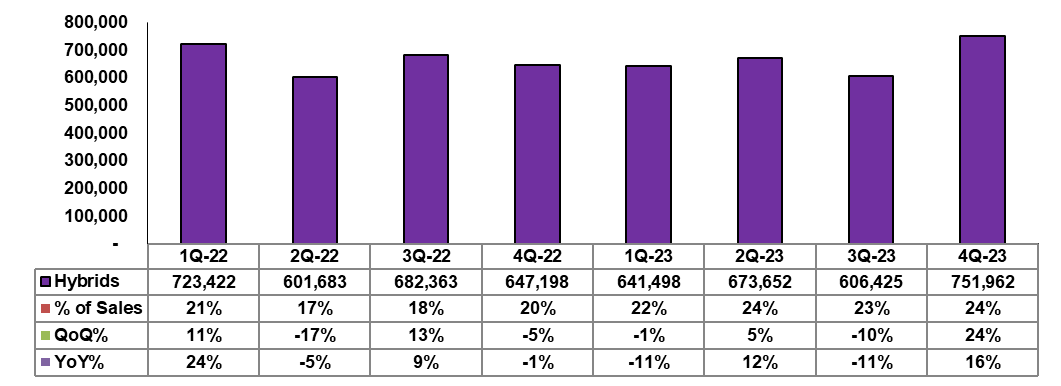 800,000
700,000
600,000
500,000
400,000
300,000
200,000
100,000
-
1Q-22 2Q-22 3Q-22 4Q-22 1Q-23 2Q-23 3Q-23 4Q-23
Hybrids 723,422 601,683 682,363 647,198 641,498 673,652 606,425 751,962
% of Sales 21% 17% 18% 20% 22% 24% 23% 24%
QoQ% 11% -17% 13% -5% -1% 5% -10% 24%
YoY% 24% -5% 9% -1% -11% 12% -11% 16%